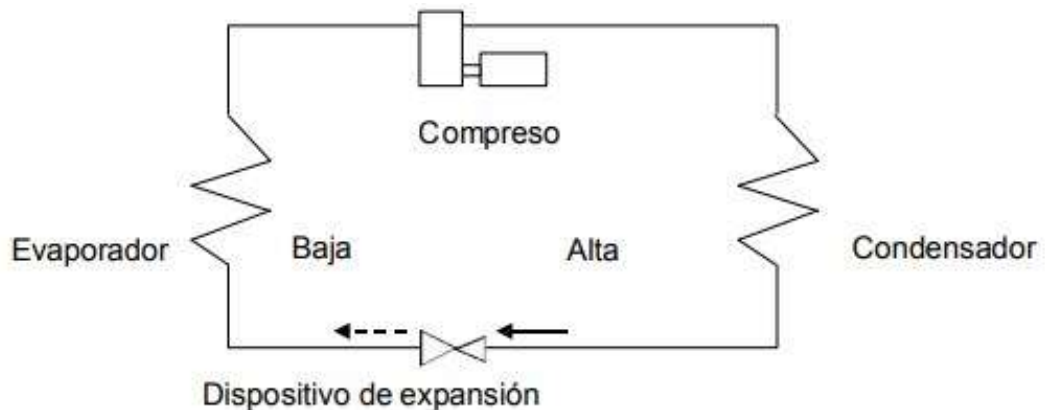 Compreso
Evaporador
Baja
Alta
Condensador
Dispositivo de expansión